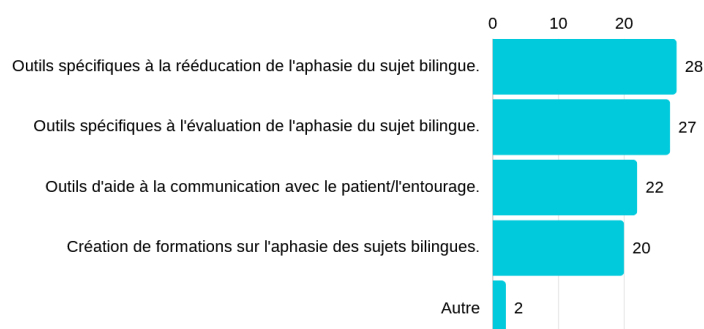 0 10 20
Outils spécifiques à la rééducation de l'aphasie du sujet bilingue. 28
Outils spécifiques à l'évaluation de l'aphasie du sujet bilingue. 27
Outils d'aide à la communication avec le patient/l'entourage. 22
Création de formations sur l'aphasie des sujets bilingues. 20
Autre 2